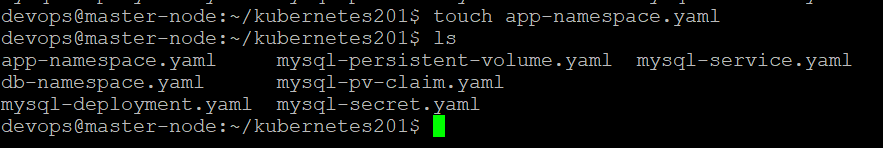 devops@master-node:~/kubernetes201$ touch app-namespace.yaml
devops@master-node:~/kubernetes201$ ls
app-namespace.yaml     mysql-persistent-volume.yaml  mysql-service.yaml
db-namespace.yaml      mysql-pv-claim.yaml
mysql-deployment.yaml  mysql-secret.yaml
devops@master-node:~/kubernetes201$